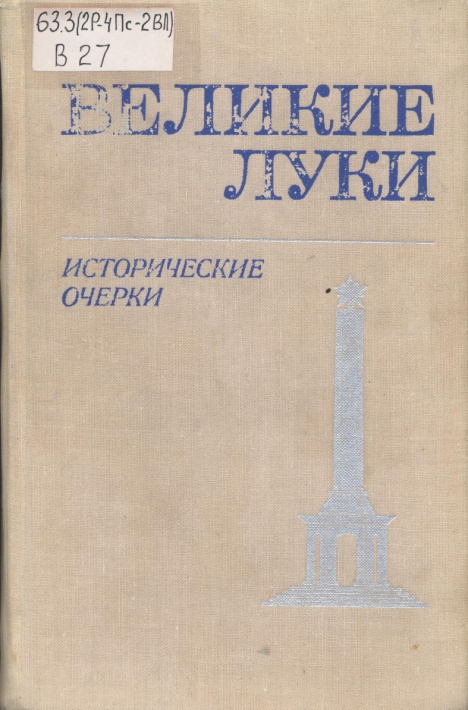 63.3(2Р-4Пс-2ВЛ)
В 27
ВЕЛИКИЕ
ЛУКИ
ИСТОРИЧЕСКИЕ
ОЧЕРКИ